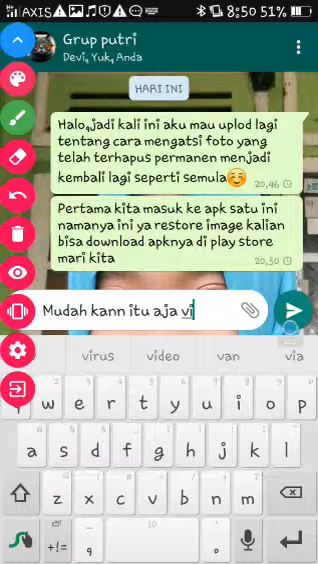 AXIS 8:50 51%
Grup putri
Devi, Yuk, Anda
HARI INI
Halo,jadi kali ini aku mau uplod lagi
tentang cara mengatsi foto yang
telah terhapus permanen menjadi
kembali lagi seperti semula😊
20,46
Pertama kita masuk ke apk satu ini
namanya ini ya restore image kalian
bisa download apknya di play store
mari kita
20,50
Mudah kann itu aja vi
virus video van via
w e r t y u i o p
a s d f g h j k l
z x c v b n m
+!= ,